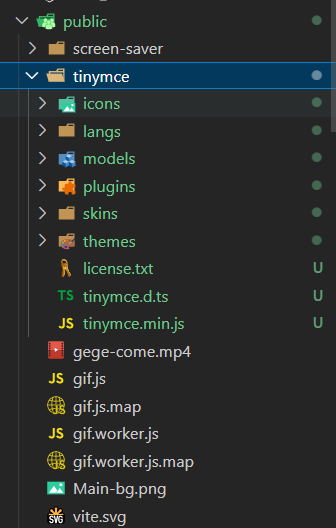 public
screen-saver
tinymce
icons
langs
models
plugins
skins
themes
license.txt U
TS tinymce.d.ts U
JS tinymce.min.js U
gege-come.mp4
JS gif.js
JS gif.js.map
JS gif.worker.js
JS gif.worker.js.map
Main-bg.png
SVG vite.svg